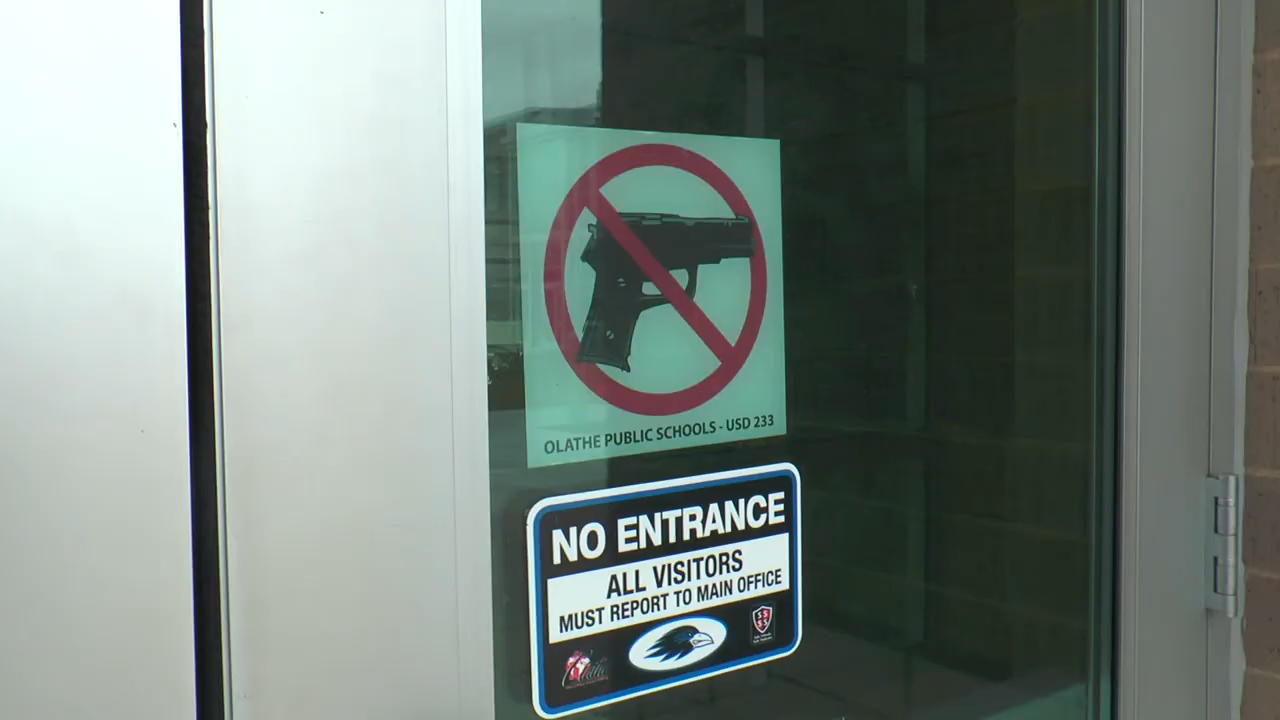 OLATHE PUBLIC SCHOOLS - USD 233
NO ENTRANCE
ALL VISITORS
MUST REPORT TO MAIN OFFICE